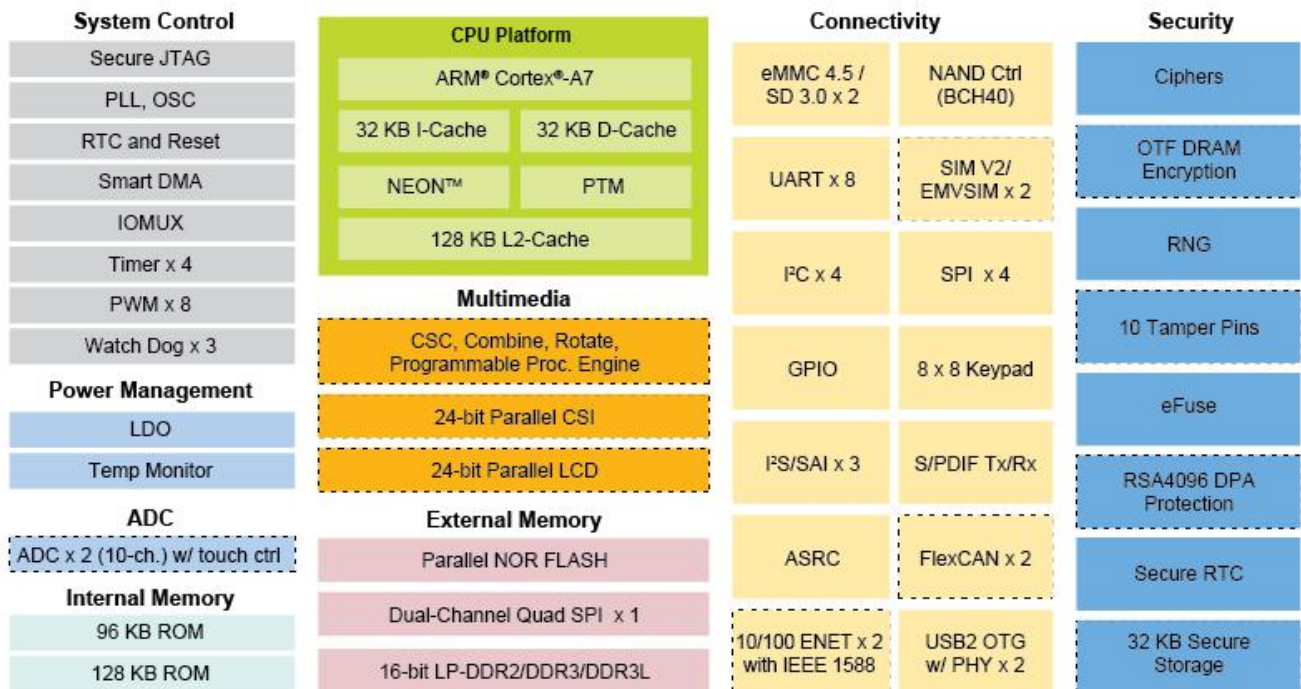 System Control
Secure JTAG
PLL, OSC
RTC and Reset
Smart DMA
IOMUX
Timer x 4
PWM x 8
Watch Dog x 3
Power Management
LDO
Temp Monitor
ADC
ADC x 2 (10-ch.) w/ touch ctrl
Internal Memory
96 KB ROM
128 KB ROM
CPU Platform
ARM® Cortex®-A7
32 KB I-Cache
32 KB D-Cache
NEON™
PTM
128 KB L2-Cache
Multimedia
CSC, Combine, Rotate,
Programmable Proc. Engine
24-bit Parallel CSI
24-bit Parallel LCD
External Memory
Parallel NOR FLASH
Dual-Channel Quad SPI x 1
16-bit LP-DDR2/DDR3/DDR3L
Connectivity
eMMC 4.5 /
SD 3.0 x 2
NAND Ctrl
(BCH40)
UART x 8
SIM V2/
EMVSIM x 2
I²C x 4
SPI x 4
GPIO
8 x 8 Keypad
I²S/SAI x 3
S/PDIF Tx/Rx
ASRC
FlexCAN x 2
10/100 ENET x 2
with IEEE 1588
USB2 OTG
w/ PHY x 2
Security
Ciphers
OTF DRAM
Encryption
RNG
10 Tamper Pins
eFuse
RSA4096 DPA
Protection
Secure RTC
32 KB Secure
Storage